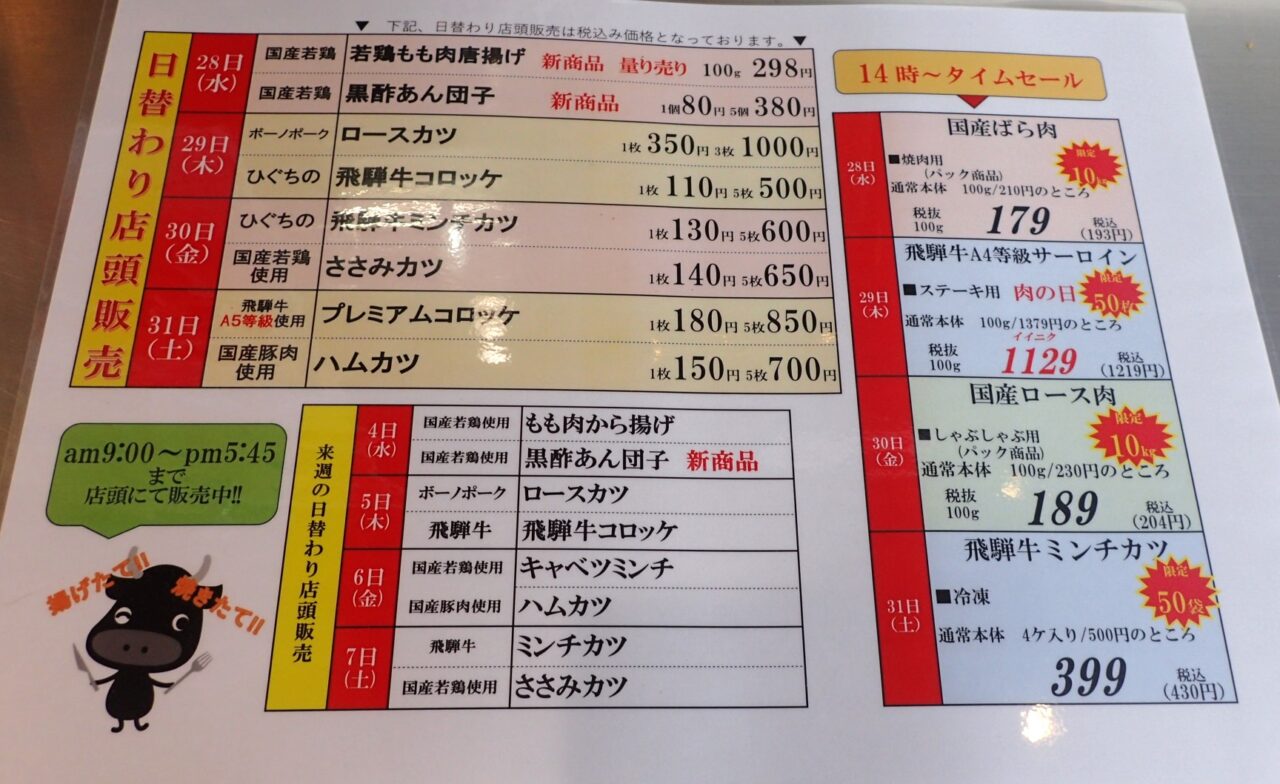 ▼ 下記、日替わり店頭販売は税込み価格となっております。▼
日替わり店頭販売
28日(水)
国産若鶏 若鶏もも肉唐揚げ 新商品 量り売り 100g 298円
国産若鶏 黒酢あん団子 新商品 1個80円 5個380円
29日(木)
ボーノポーク ロースカツ 1枚350円 3枚1000円
ひぐちの 飛騨牛コロッケ 1枚110円 5枚500円
30日(金)
ひぐちの 飛騨牛ミンチカツ 1枚130円 5枚600円
国産若鶏使用 ささみカツ 1枚140円 5枚650円
31日(土)
飛騨牛A5等級使用 プレミアムコロッケ 1枚180円 5枚850円
国産豚肉使用 ハムカツ 1枚150円 5枚700円
14時~タイムセール
28日(水)
国産ばら肉
■焼肉用
(パック商品)
限定10kg
通常本体 100g/210円のところ
税抜100g 179 税込(193円)
29日(木)
飛騨牛A4等級サーロイン
■ステーキ用 肉の日
限定50枚
通常本体 100g/1379円のところ
イイニク
税抜100g 1129 税込(1219円)
30日(金)
国産ロース肉
■しゃぶしゃぶ用
(パック商品)
限定10kg
通常本体 100g/230円のところ
税抜100g 189 税込(204円)
31日(土)
飛騨牛ミンチカツ
■冷凍
限定50袋
通常本体 4ケ入り/500円のところ
399 税込(430円)
am9:00~pm5:45
まで
店頭にて販売中!!
揚げたて!! 焼きたて!!
来週の日替わり店頭販売
4日(水)
国産若鶏使用 もも肉から揚げ
国産若鶏使用 黒酢あん団子 新商品
5日(木)
ボーノポーク ロースカツ
飛騨牛 飛騨牛コロッケ
6日(金)
国産若鶏使用 キャベツミンチ
国産豚肉使用 ハムカツ
7日(土)
飛騨牛 ミンチカツ
国産若鶏使用 ささみカツ